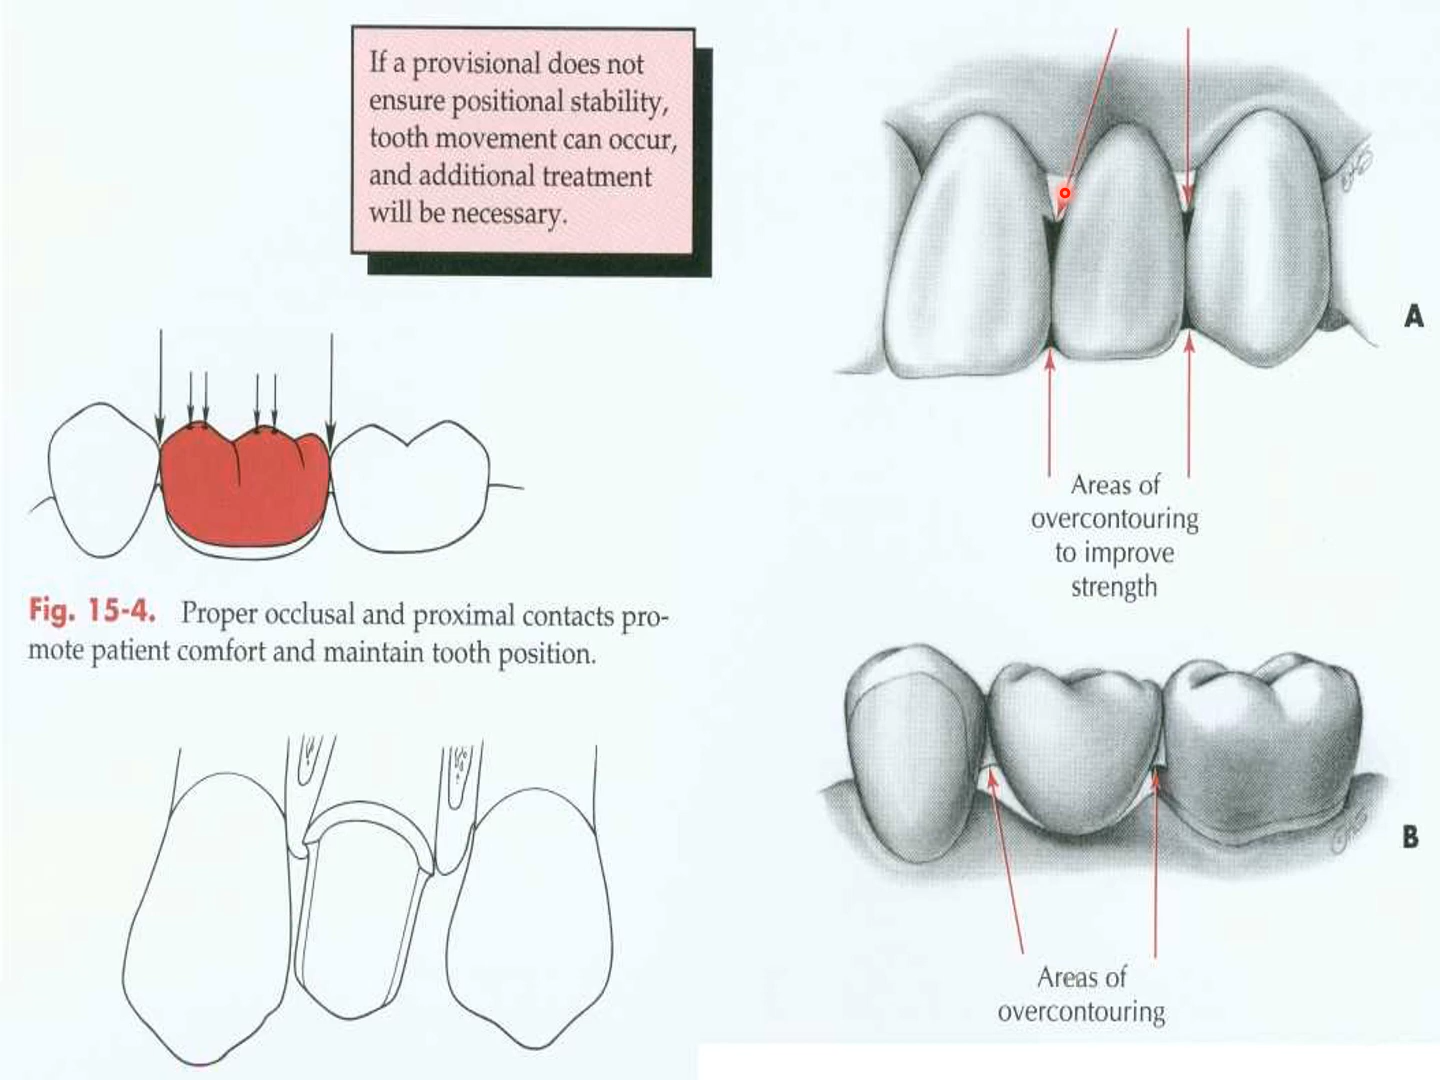 If a provisional does not
ensure positional stability,
tooth movement can occur,
and additional treatment
will be necessary.
Fig. 15-4. Proper occlusal and proximal contacts pro-
mote patient comfort and maintain tooth position.
A
Areas of
overcontouring
to improve
strength
B
Areas of
overcontouring